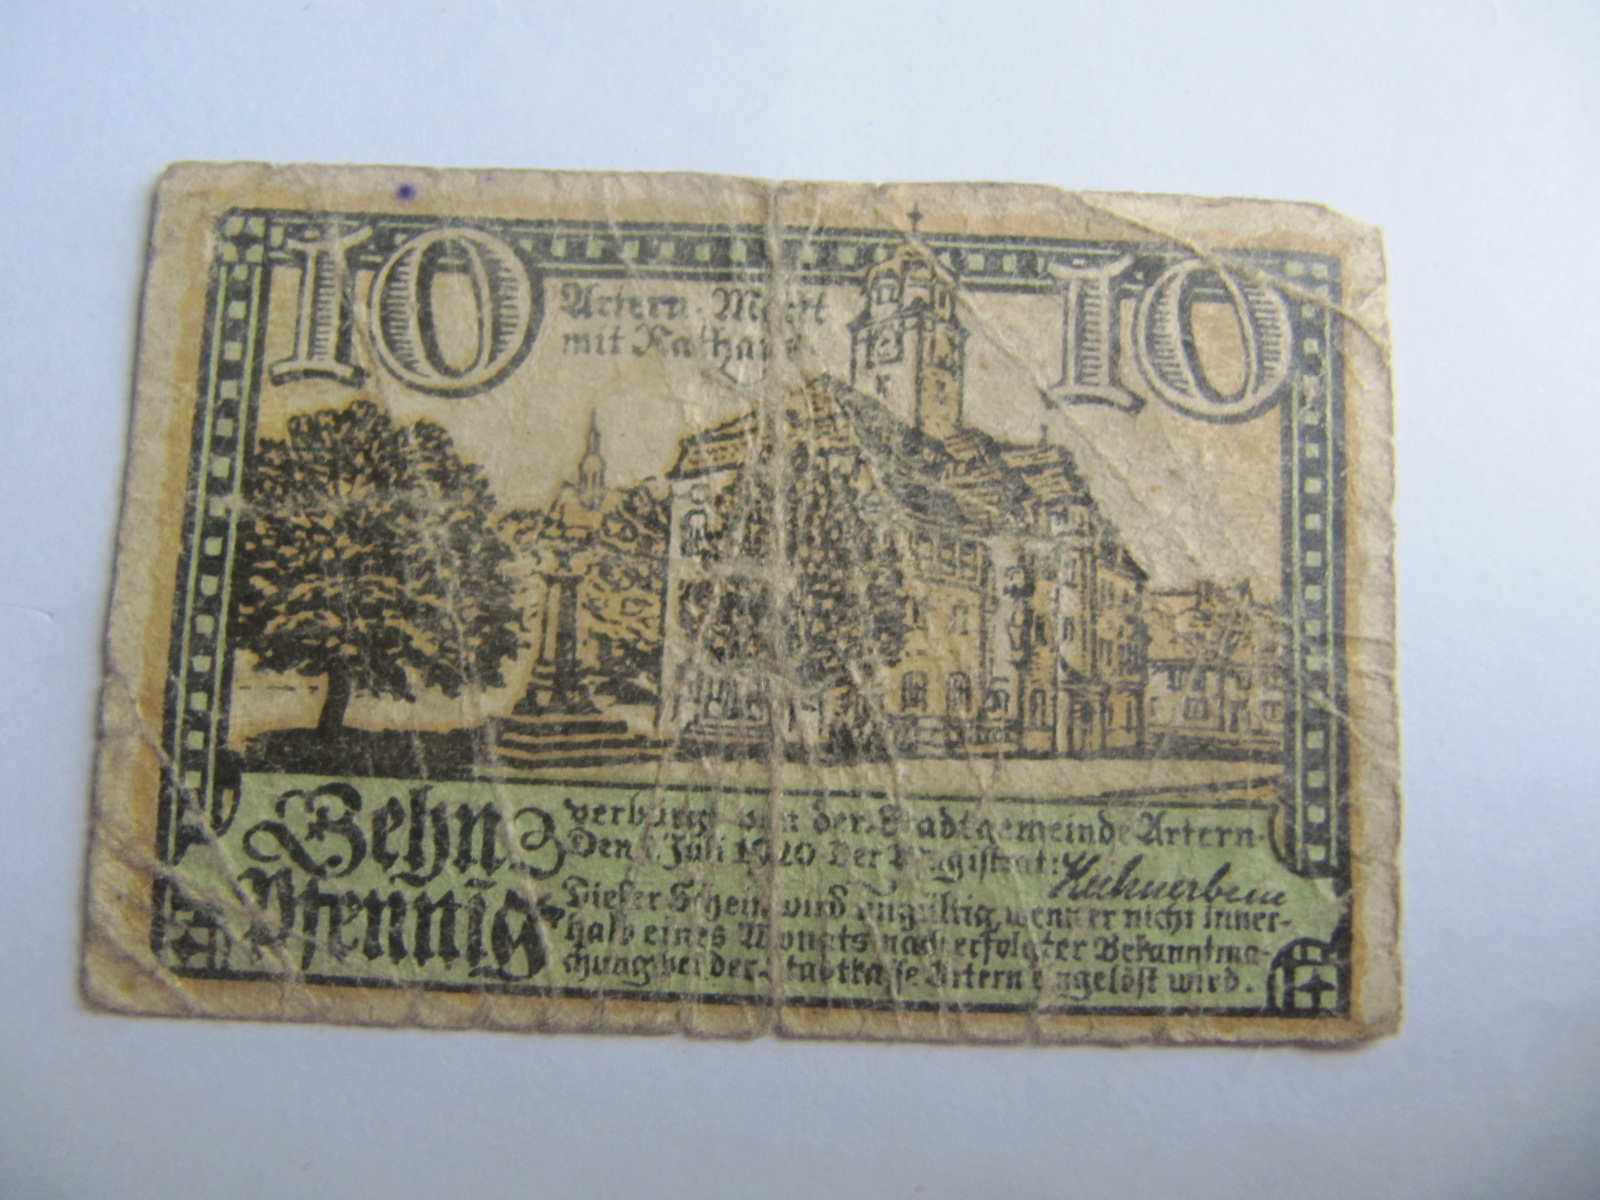 10
10
Artern. Markt
mit Rathaus.
Zehn
Pfennig
verbürgt von der Stadtgemeinde Artern.
Den 1. Juli 1920 Der Magistrat:
Dieser Schein wird ungültig, wenn er nicht inner-
halb eines Monats nach erfolgter Bekanntma-
chung bei der Stadtkasse Artern eingelöst wird.